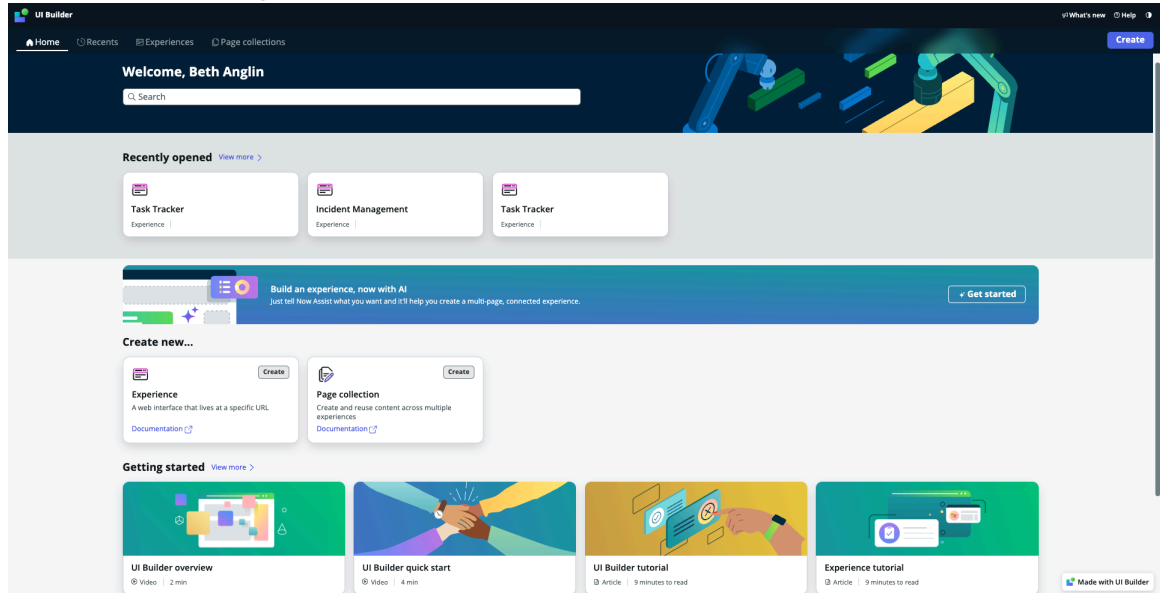 UI Builder
What's new Help
Home Recents Experiences Page collections
Create
Welcome, Beth Anglin
Search
Recently opened View more
Task Tracker
Experience
Incident Management
Experience
Task Tracker
Experience
Build an experience, now with AI
Just tell Now Assist what you want and it'll help you create a multi-page, connected experience.
Get started
Create new...
Create
Experience
A web interface that lives at a specific URL
Documentation
Create
Page collection
Create and reuse content across multiple
experiences
Documentation
Getting started View more
UI Builder overview
Video 2 min
UI Builder quick start
Video 4 min
UI Builder tutorial
Article 9 minutes to read
Experience tutorial
Article 9 minutes to read
Made with UI Builder